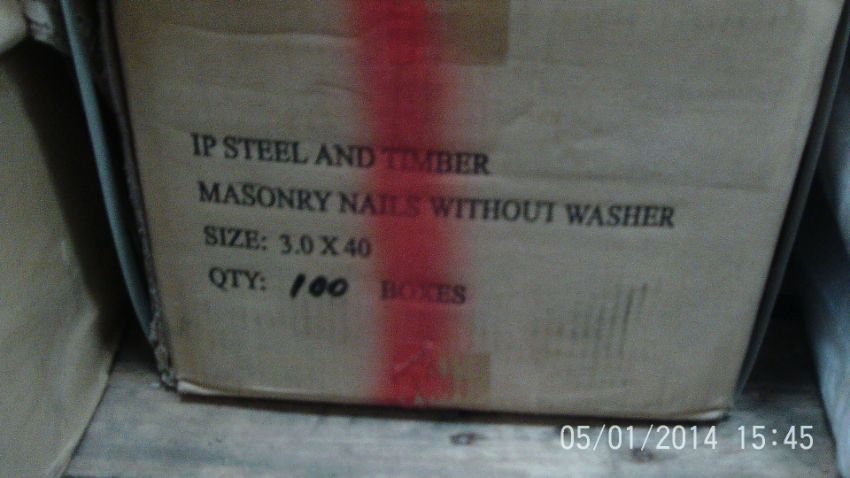 IP STEEL AND TIMBER
MASONRY NAILS WITHOUT WASHER
SIZE: 3.0 X 40
QTY: 100 BOXES
05/01/2014 15:45